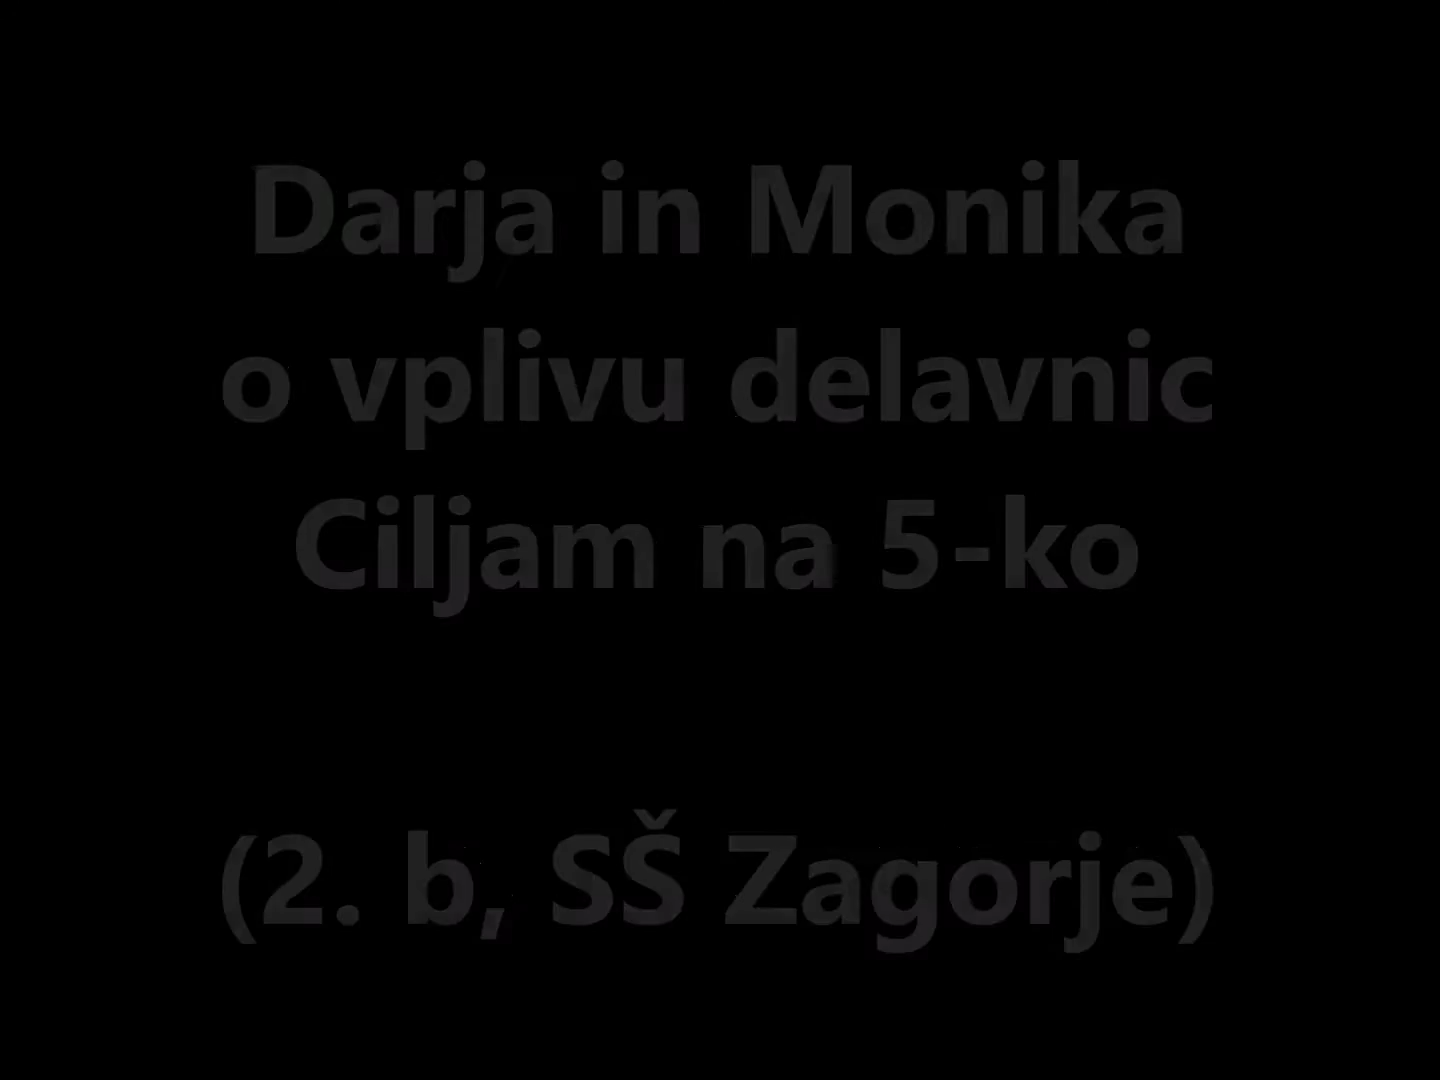 Darja in Monika
o vplivu delavnic
Ciljam na 5-ko
(2. b, SŠ Zagorje)